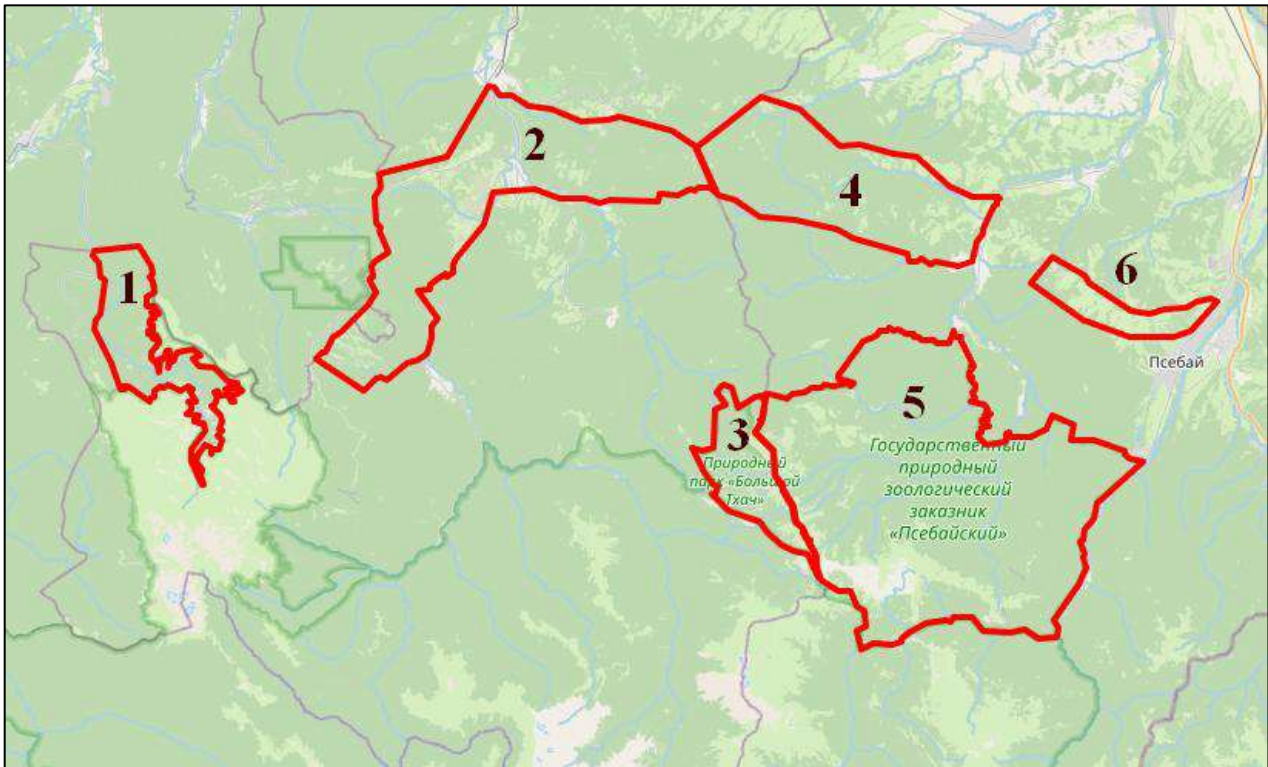 2
4
6
1
Псебай
5
3
Государственный
природный
зоологический
заказник
«Псебайский»
Природный
парк «Большой
Тхач»